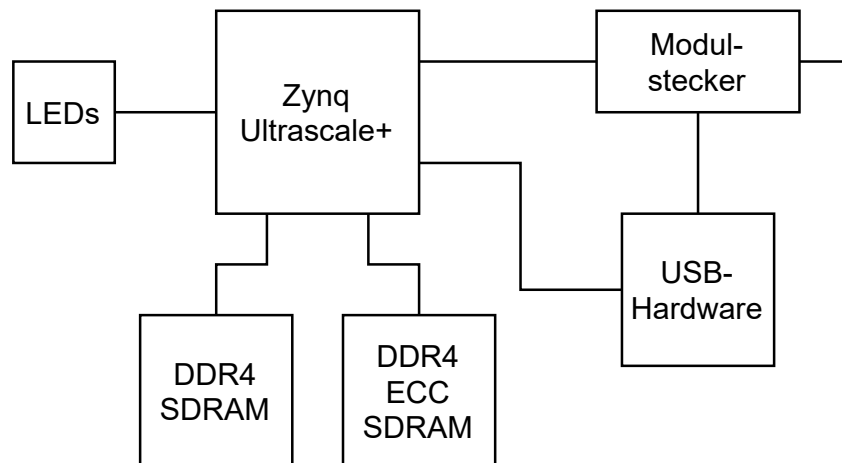 LEDs
Zynq
Ultrascale+
Modul-
stecker
USB-
Hardware
DDR4
SDRAM
DDR4
ECC
SDRAM